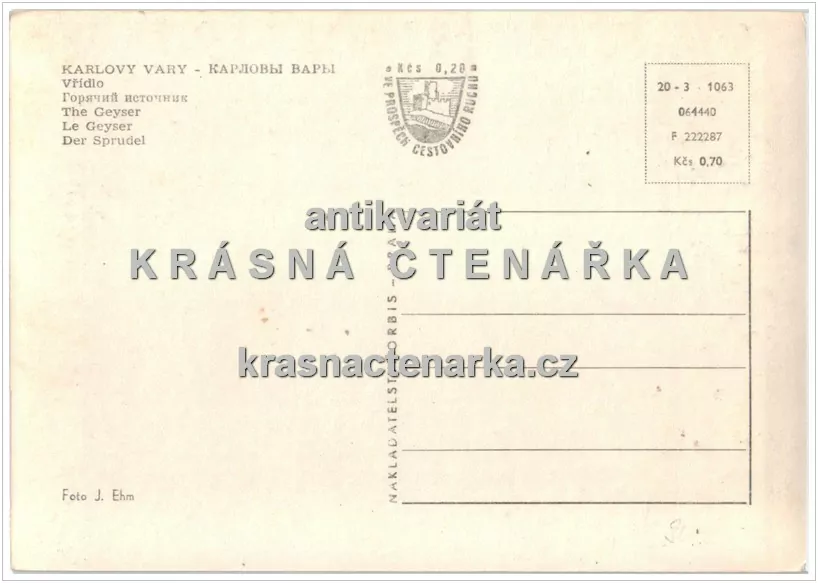 KARLOVY VARY - КАРЛОВЫ ВАРЫ
Vřídlo
Горячий источник
The Geyser
Le Geyser
Der Sprudel
Kčs 0,20
VE PROSPĚCH CESTOVNÍHO RUCHU
20 - 3 - 1063
064440
F 222287
Kčs 0,70
antikvariát
KRÁSNÁ ČTENÁŘKA
krasnactenarka.cz
NAKLADATELSTVÍ ORBIS -
Foto J. Ehm